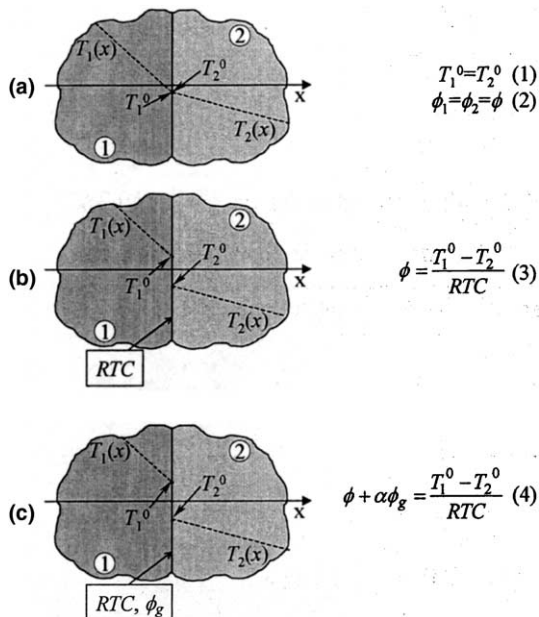 (a)
T₁(x)
②
T₂⁰
x
T₁⁰
T₂(x)
①
T₁⁰=T₂⁰ (1)
ϕ₁=ϕ₂=ϕ (2)
(b)
T₁(x)
②
T₂⁰
x
T₁⁰
T₂(x)
①
RTC
ϕ = (T₁⁰ − T₂⁰)/RTC (3)
(c)
T₁(x)
②
T₂⁰
x
T₁⁰
T₂(x)
①
RTC, ϕg
ϕ + αϕg = (T₁⁰ − T₂⁰)/RTC (4)